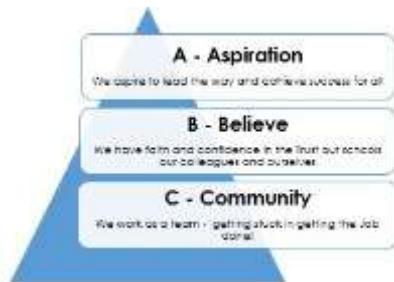 A - Aspiration
We aspire to lead the way and achieve success for all
B - Believe
We have faith and confidence in the Trust our schools
our colleagues and ourselves
C - Community
We work as a team - getting stuck in getting the Job
done!